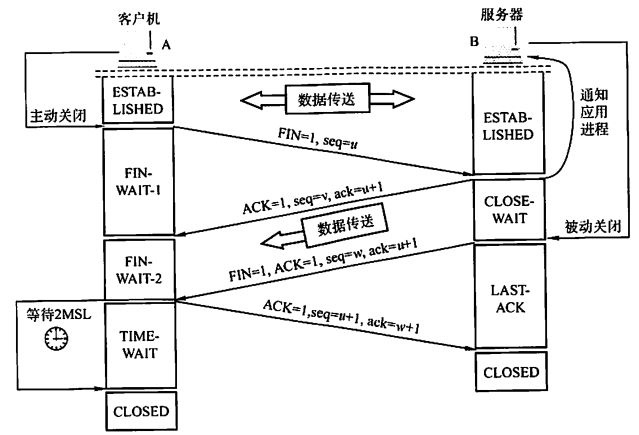 客户机
服务器
A
B
ESTAB-
LISHED
数据传送
ESTAB-
LISHED
通知
应用
进程
主动关闭
FIN=1, seq=u
FIN-
WAIT-1
ACK=1, seq=v, ack=u+1
CLOSE-
WAIT
数据传送
被动关闭
FIN-
WAIT-2
FIN=1, ACK=1, seq=w, ack=u+1
LAST-
ACK
等待2MSL
ACK=1,seq=u+1, ack=w+1
TIME-
WAIT
CLOSED
CLOSED